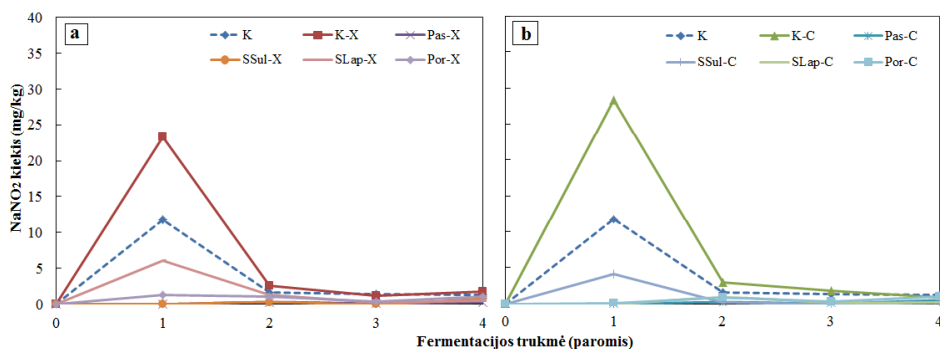 a
K
K-X
Pas-X
SSul-X
SLap-X
Por-X
b
K
K-C
Pas-C
SSul-C
SLap-C
Por-C
NaNO₂ kiekis (mg/kg)
40
35
30
25
20
15
10
5
0
0 1 2 3 4
0 1 2 3 4
Fermentacijos trukmė (paromis)